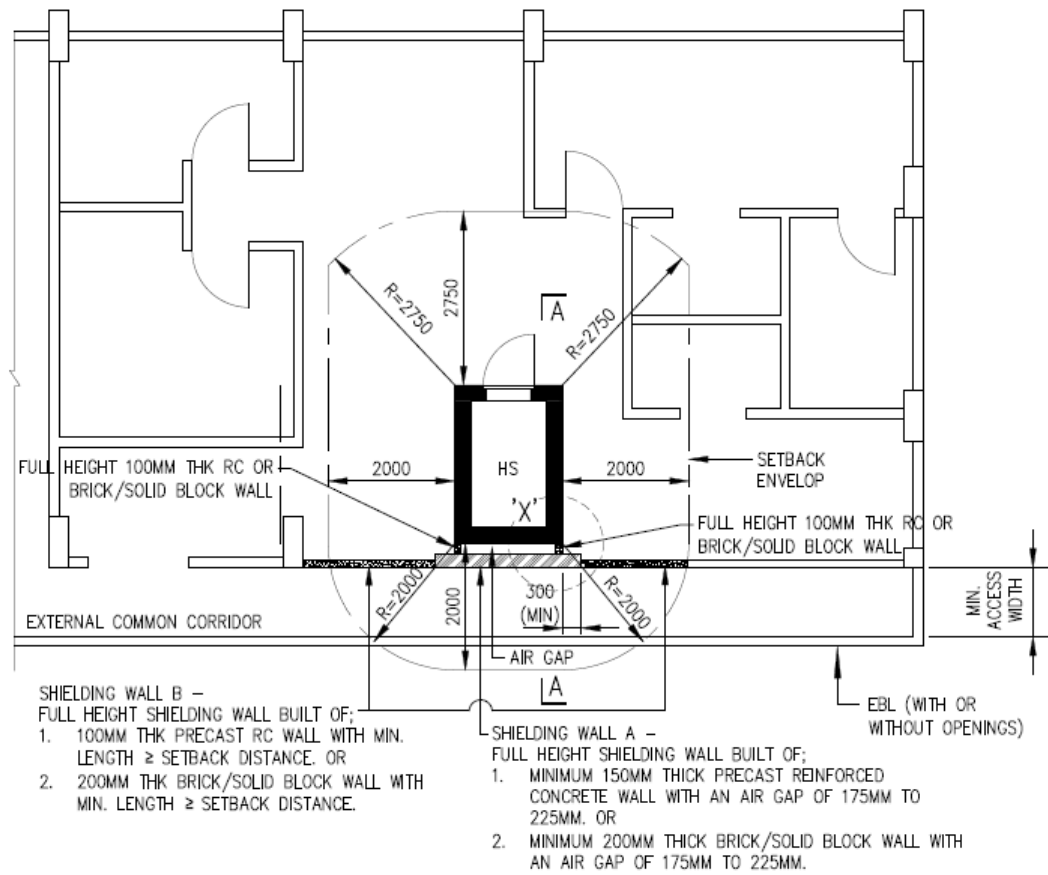 R=2750
2750
A
R=2750
FULL HEIGHT 100MM THK RC OR
BRICK/SOLID BLOCK WALL
2000
HS
2000
SETBACK
ENVELOP
'X'
FULL HEIGHT 100MM THK RC OR
BRICK/SOLID BLOCK WALL
R=2000
2000
300
(MIN)
R=2000
MIN.
ACCESS
WIDTH
EXTERNAL COMMON CORRIDOR
AIR GAP
A
EBL (WITH OR
WITHOUT OPENINGS)
SHIELDING WALL B –
FULL HEIGHT SHIELDING WALL BUILT OF;
1. 100MM THK PRECAST RC WALL WITH MIN.
LENGTH ≥ SETBACK DISTANCE. OR
2. 200MM THK BRICK/SOLID BLOCK WALL WITH
MIN. LENGTH ≥ SETBACK DISTANCE.
SHIELDING WALL A –
FULL HEIGHT SHIELDING WALL BUILT OF;
1. MINIMUM 150MM THICK PRECAST REINFORCED
CONCRETE WALL WITH AN AIR GAP OF 175MM TO
225MM. OR
2. MINIMUM 200MM THICK BRICK/SOLID BLOCK WALL WITH
AN AIR GAP OF 175MM TO 225MM.